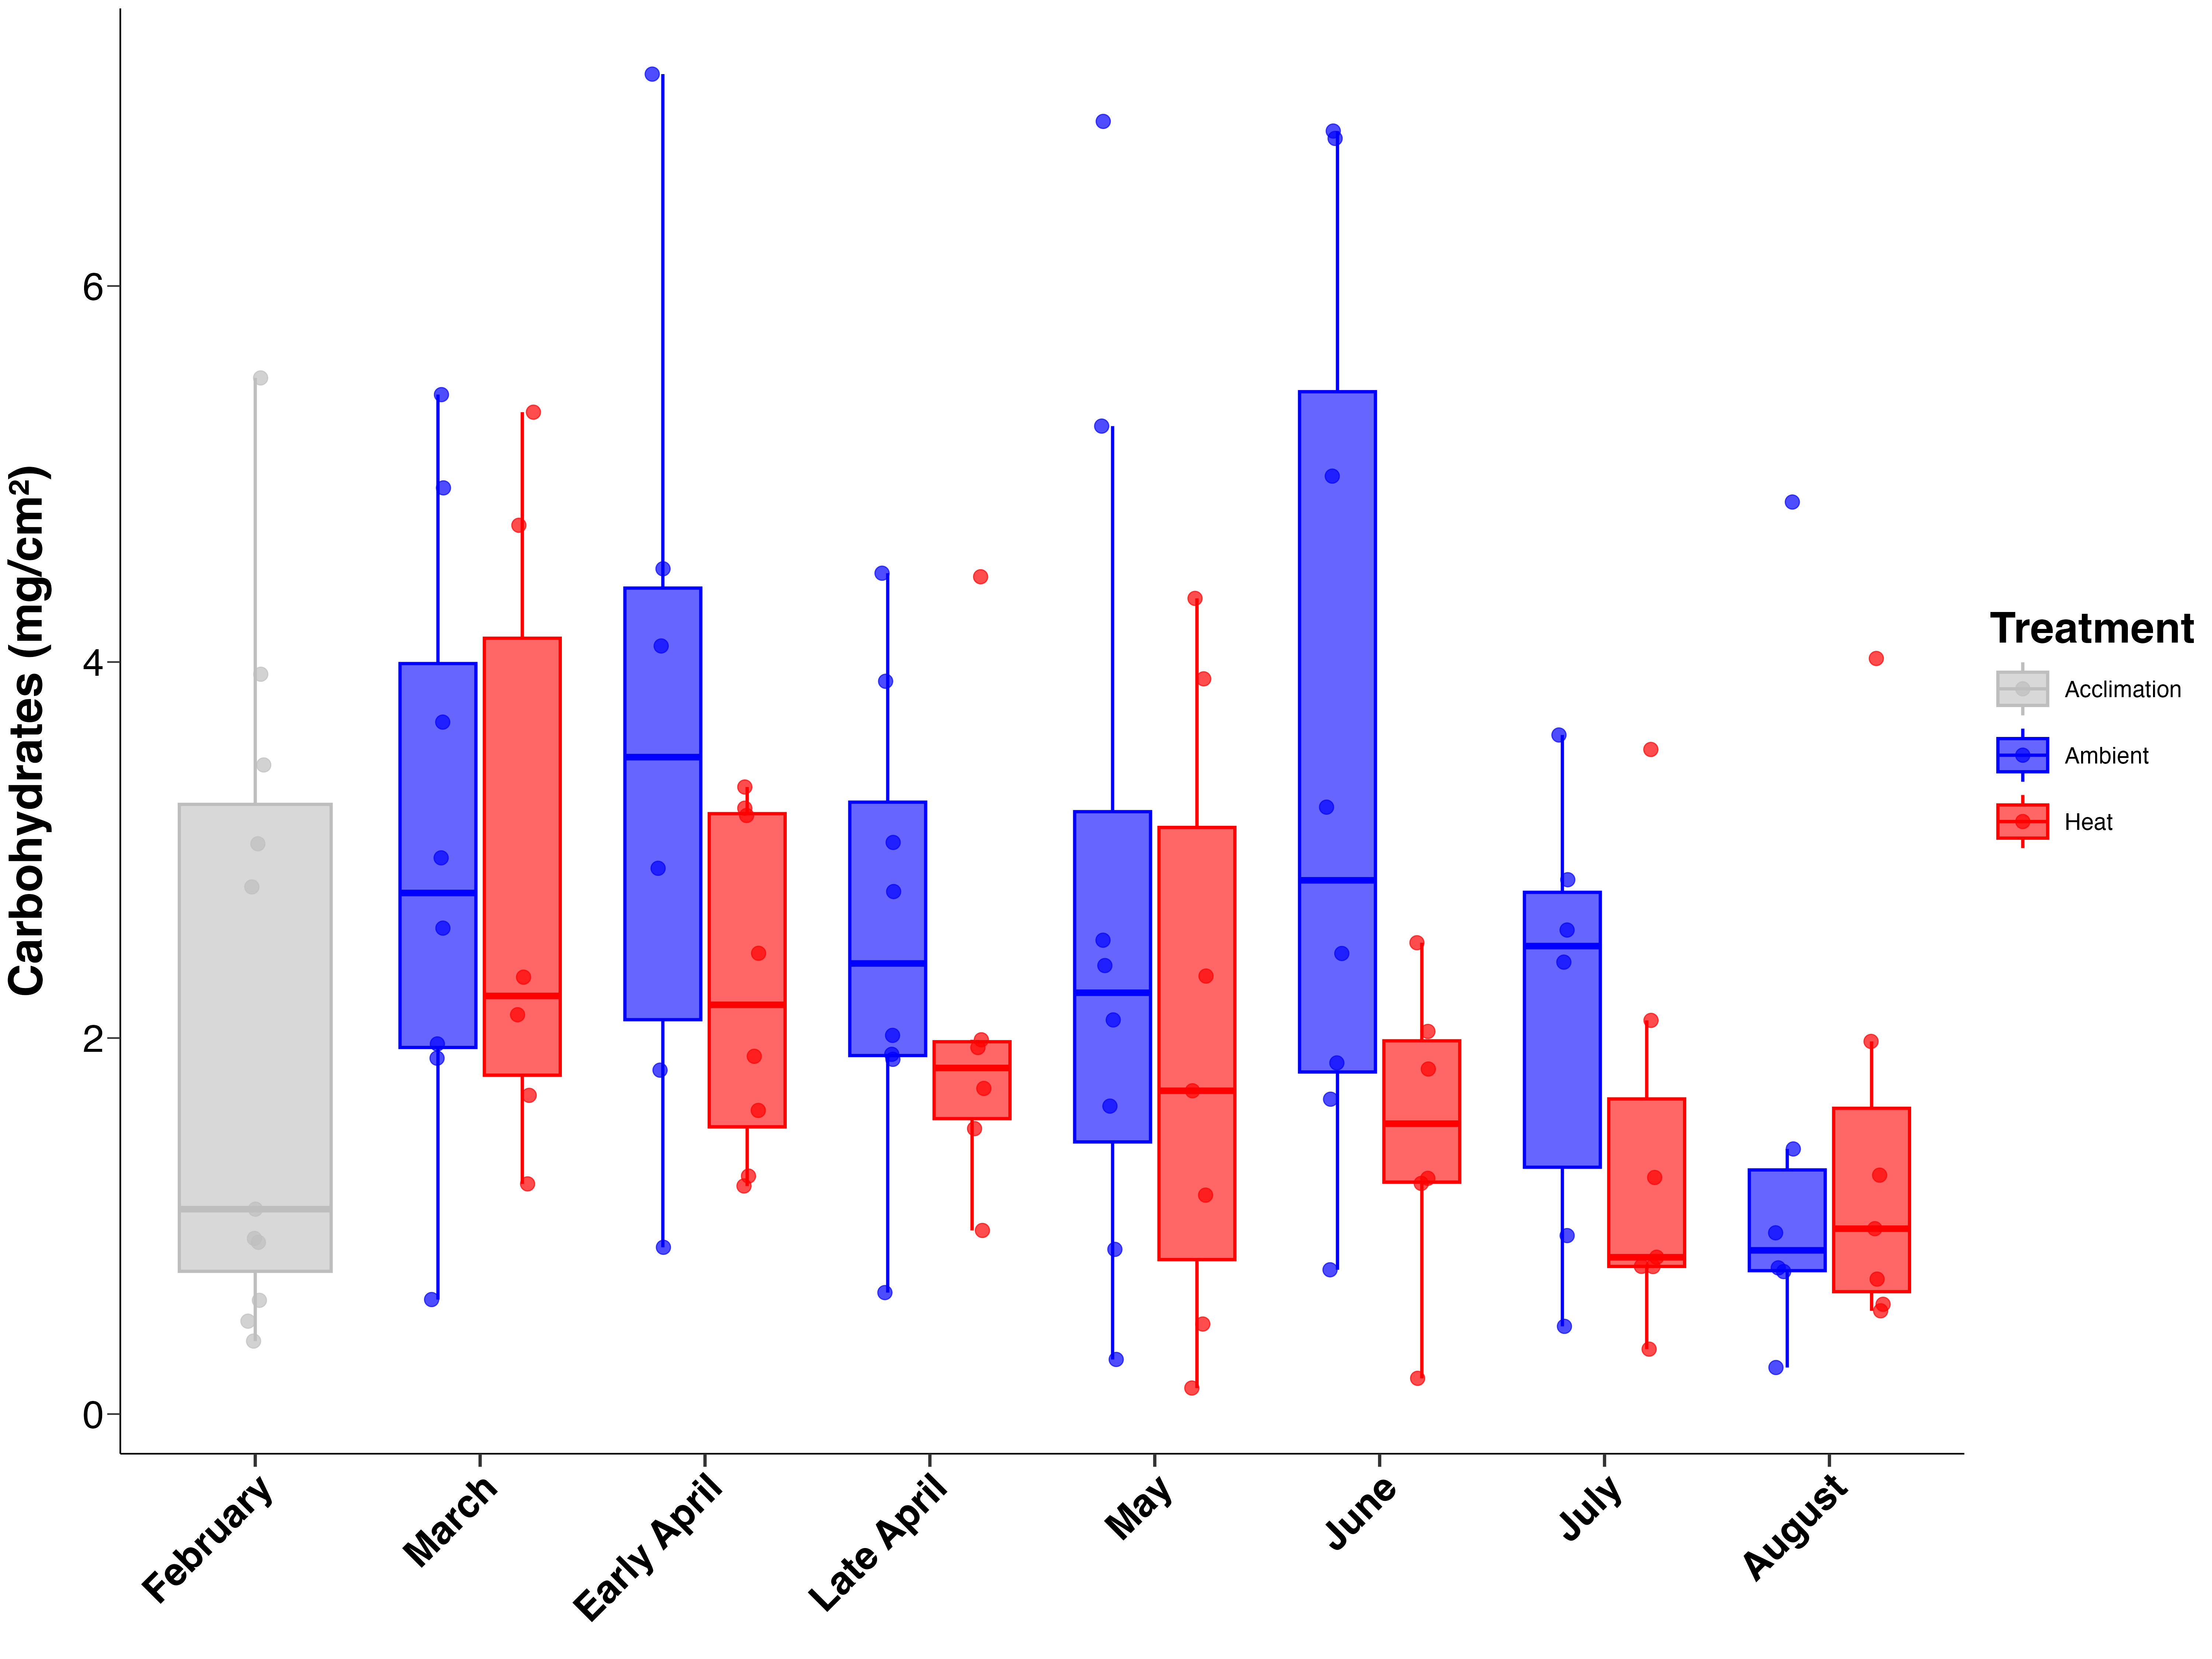 Carbohydrates (mg/cm²)
6
4
2
0
February
March
Early April
Late April
May
June
July
August
Treatment
Acclimation
Ambient
Heat